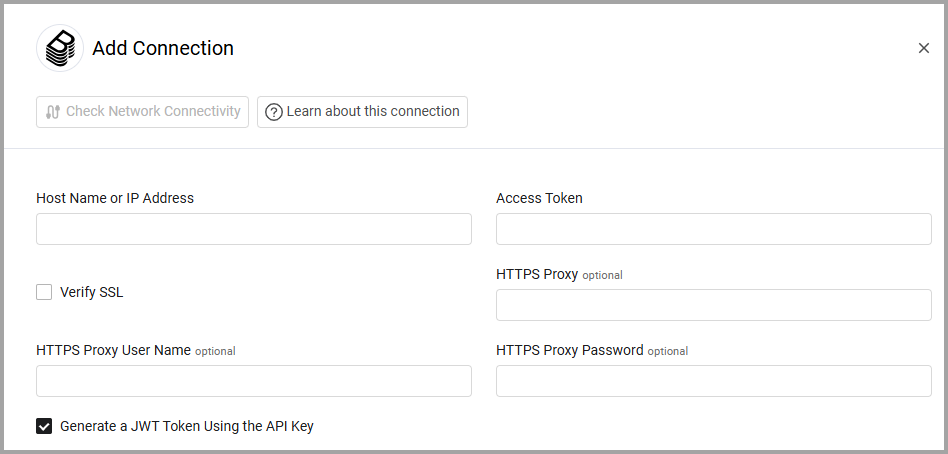 Add Connection
Check Network Connectivity
Learn about this connection
Host Name or IP Address
Access Token
Verify SSL
HTTPS Proxy optional
HTTPS Proxy User Name optional
HTTPS Proxy Password optional
Generate a JWT Token Using the API Key